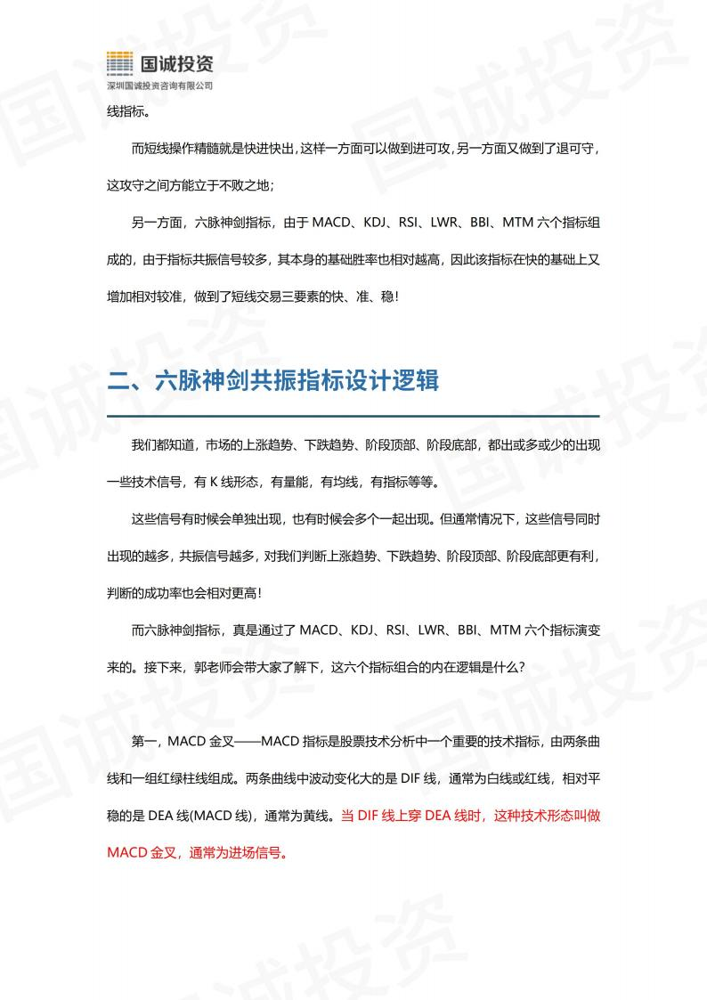 国诚投资
深圳国诚投资咨询有限公司
线指标。
而短线操作精髓就是快进快出，这样一方面可以做到进可攻，另一方面又做到了退可守，
这攻守之间方能立于不败之地；
另一方面，六脉神剑指标，由于 MACD、KDJ、RSI、LWR、BBI、MTM 六个指标组
成的，由于指标共振信号较多，其本身的基础胜率也相对越高，因此该指标在快的基础上又
增加相对较准，做到了短线交易三要素的快、准、稳！
二、六脉神剑共振指标设计逻辑
我们都知道，市场的上涨趋势、下跌趋势、阶段顶部、阶段底部，都出或多或少的出现
一些技术信号，有 K 线形态，有量能，有均线，有指标等等。
这些信号有时候会单独出现，也有时候会多个一起出现。但通常情况下，这些信号同时
出现的越多，共振信号越多，对我们判断上涨趋势、下跌趋势、阶段顶部、阶段底部更有利，
判断的成功率也会相对更高！
而六脉神剑指标，真是通过了 MACD、KDJ、RSI、LWR、BBI、MTM 六个指标演变
来的。接下来，郭老师会带大家了解下，这六个指标组合的内在逻辑是什么？
第一，MACD 金叉——MACD 指标是股票技术分析中一个重要的技术指标，由两条曲
线和一组红绿柱线组成。两条曲线中波动变化大的是 DIF 线，通常为白线或红线，相对平
稳的是 DEA 线(MACD 线)，通常为黄线。当 DIF 线上穿 DEA 线时，这种技术形态叫做
MACD 金叉，通常为进场信号。